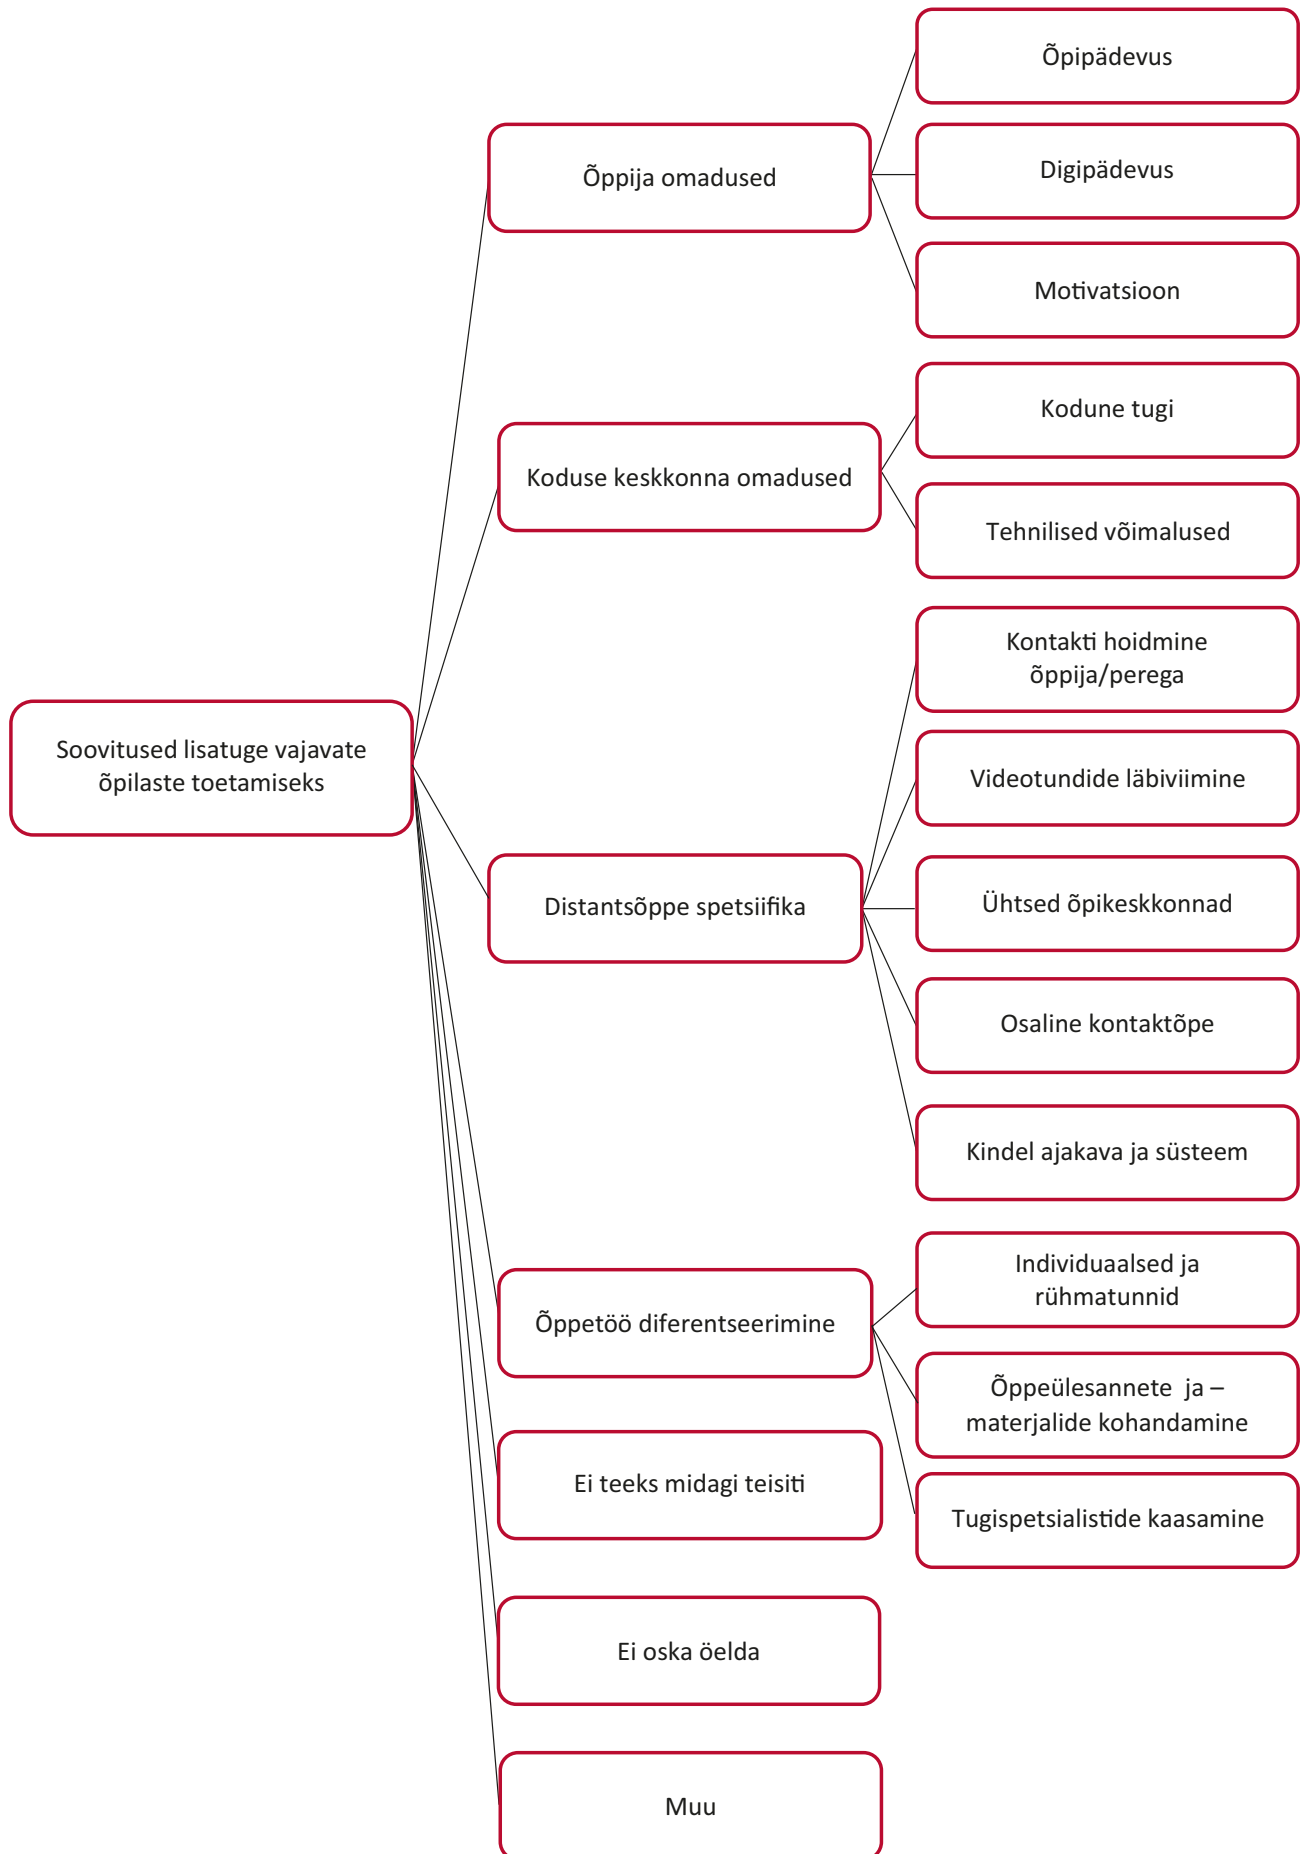 Soovitused lisatuge vajavate
õpilaste toetamiseks
Õppija omadused
Õpipädevus
Digipädevus
Motivatsioon
Koduse keskkonna omadused
Kodune tugi
Tehnilised võimalused
Distantsõppe spetsiifika
Kontakti hoidmine
õppija/perega
Videotundide läbiviimine
Ühtsed õpikeskkonnad
Osaline kontaktõpe
Kindel ajakava ja süsteem
Õppetöö diferentseerimine
Individuaalsed ja
rühmatunnid
Õppeülesannete ja –
materjalide kohandamine
Tugispetsialistide kaasamine
Ei teeks midagi teisiti
Ei oska öelda
Muu